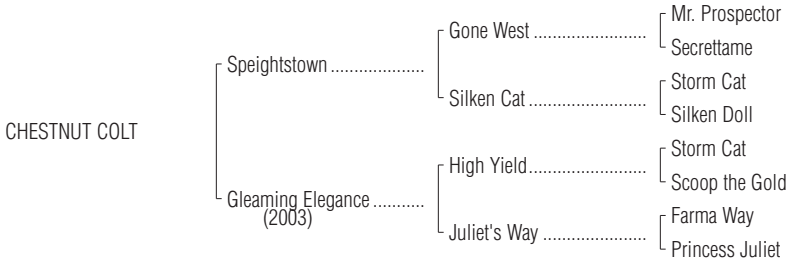 Mr. Prospector
Gone West ........................
Secrettame
Speightstown ....................
Storm Cat
Silken Cat .........................
Silken Doll
CHESTNUT COLT
Storm Cat
High Yield .........................
Scoop the Gold
Gleaming Elegance ...........
(2003)
Farma Way
Juliet's Way ......................
Princess Juliet